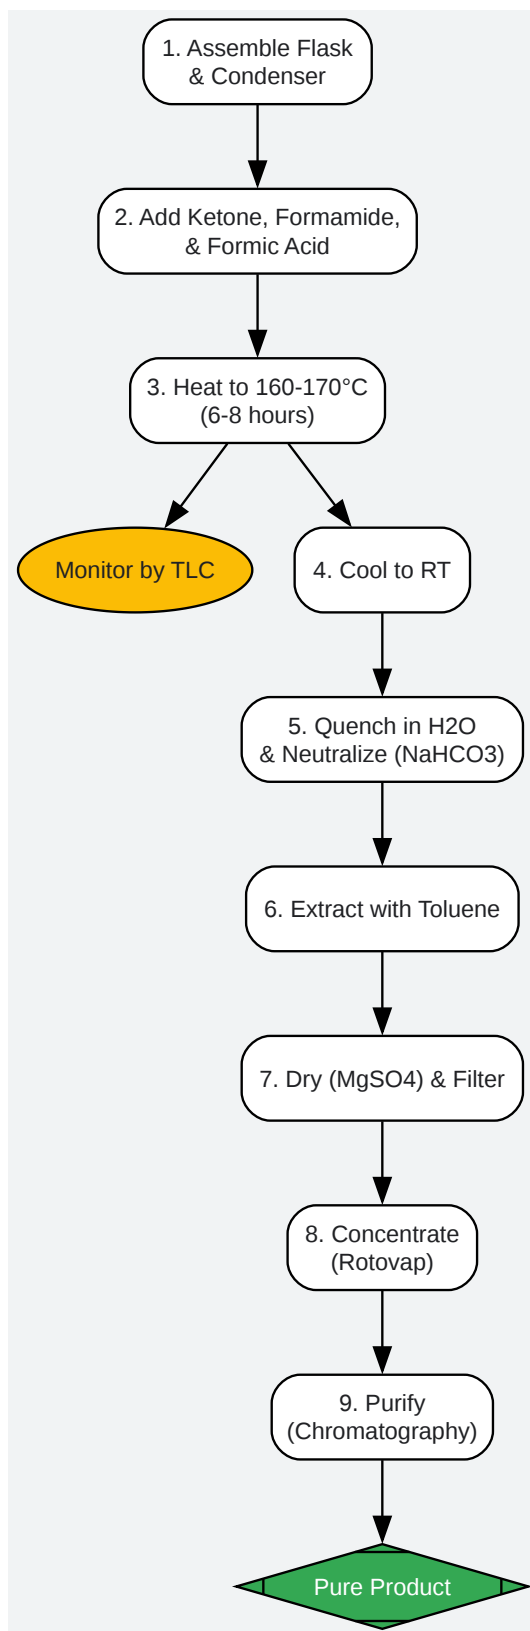 1. Assemble Flask
& Condenser
2. Add Ketone, Formamide,
& Formic Acid
3. Heat to 160-170°C
(6-8 hours)
Monitor by TLC
4. Cool to RT
5. Quench in H2O
& Neutralize (NaHCO3)
6. Extract with Toluene
7. Dry (MgSO4) & Filter
8. Concentrate
(Rotovap)
9. Purify
(Chromatography)
Pure Product